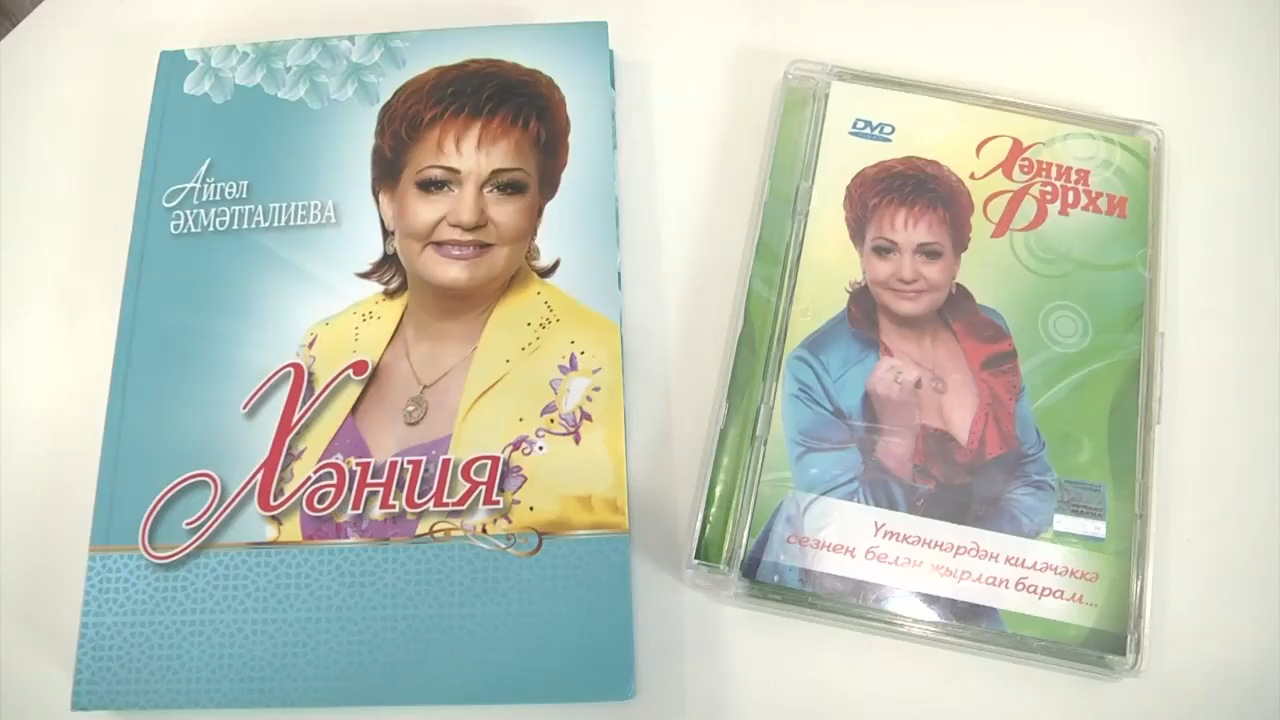 Айгөл
ӘХМӘТГАЛИЕВА
Хәния
DVD
Хәния
Фәрхи
Үткәннәрдән киләчәккә
сезнең белән җырлап барам...